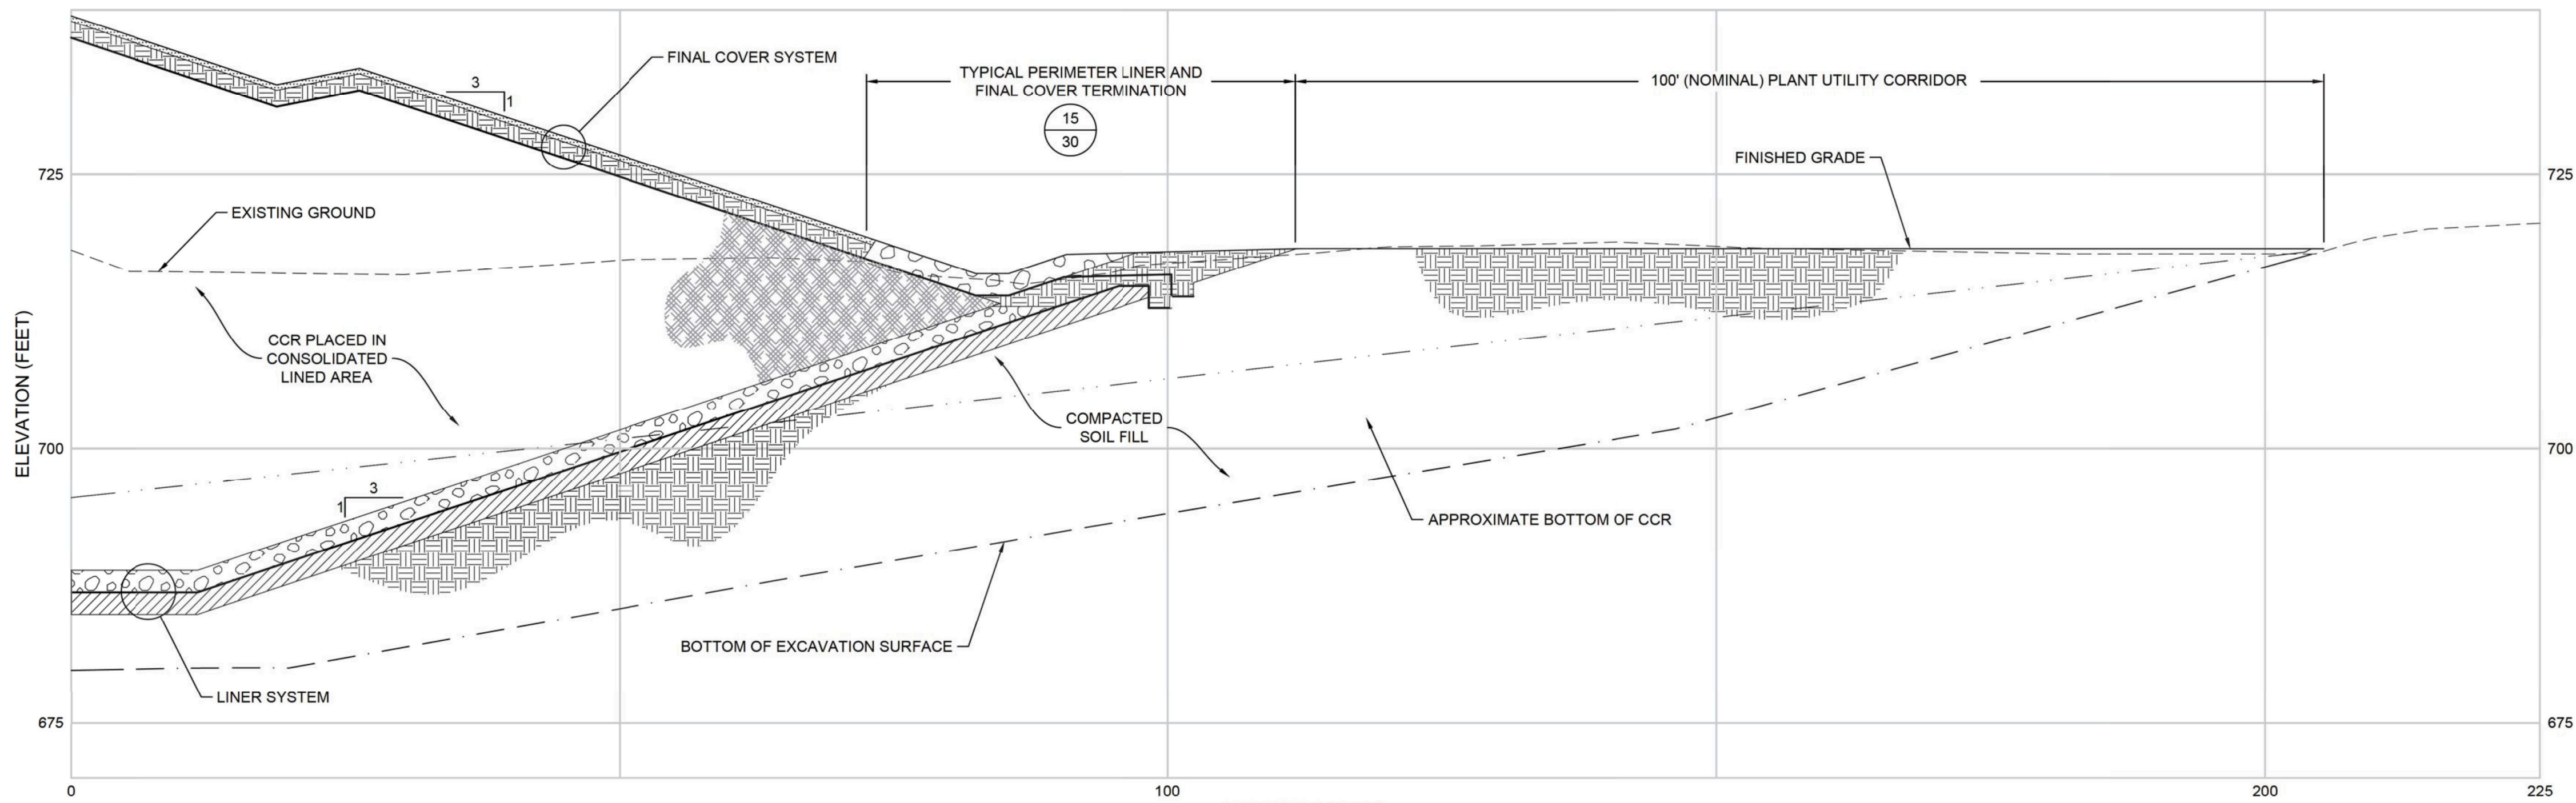 FINAL COVER SYSTEM
TYPICAL PERIMETER LINER AND
FINAL COVER TERMINATION
15
30
100' (NOMINAL) PLANT UTILITY CORRIDOR
3
1
FINISHED GRADE
725
725
EXISTING GROUND
CCR PLACED IN
CONSOLIDATED
LINED AREA
ELEVATION (FEET)
COMPACTED
SOIL FILL
700
700
3
1
APPROXIMATE BOTTOM OF CCR
BOTTOM OF EXCAVATION SURFACE
LINER SYSTEM
675
675
0
100
200
225